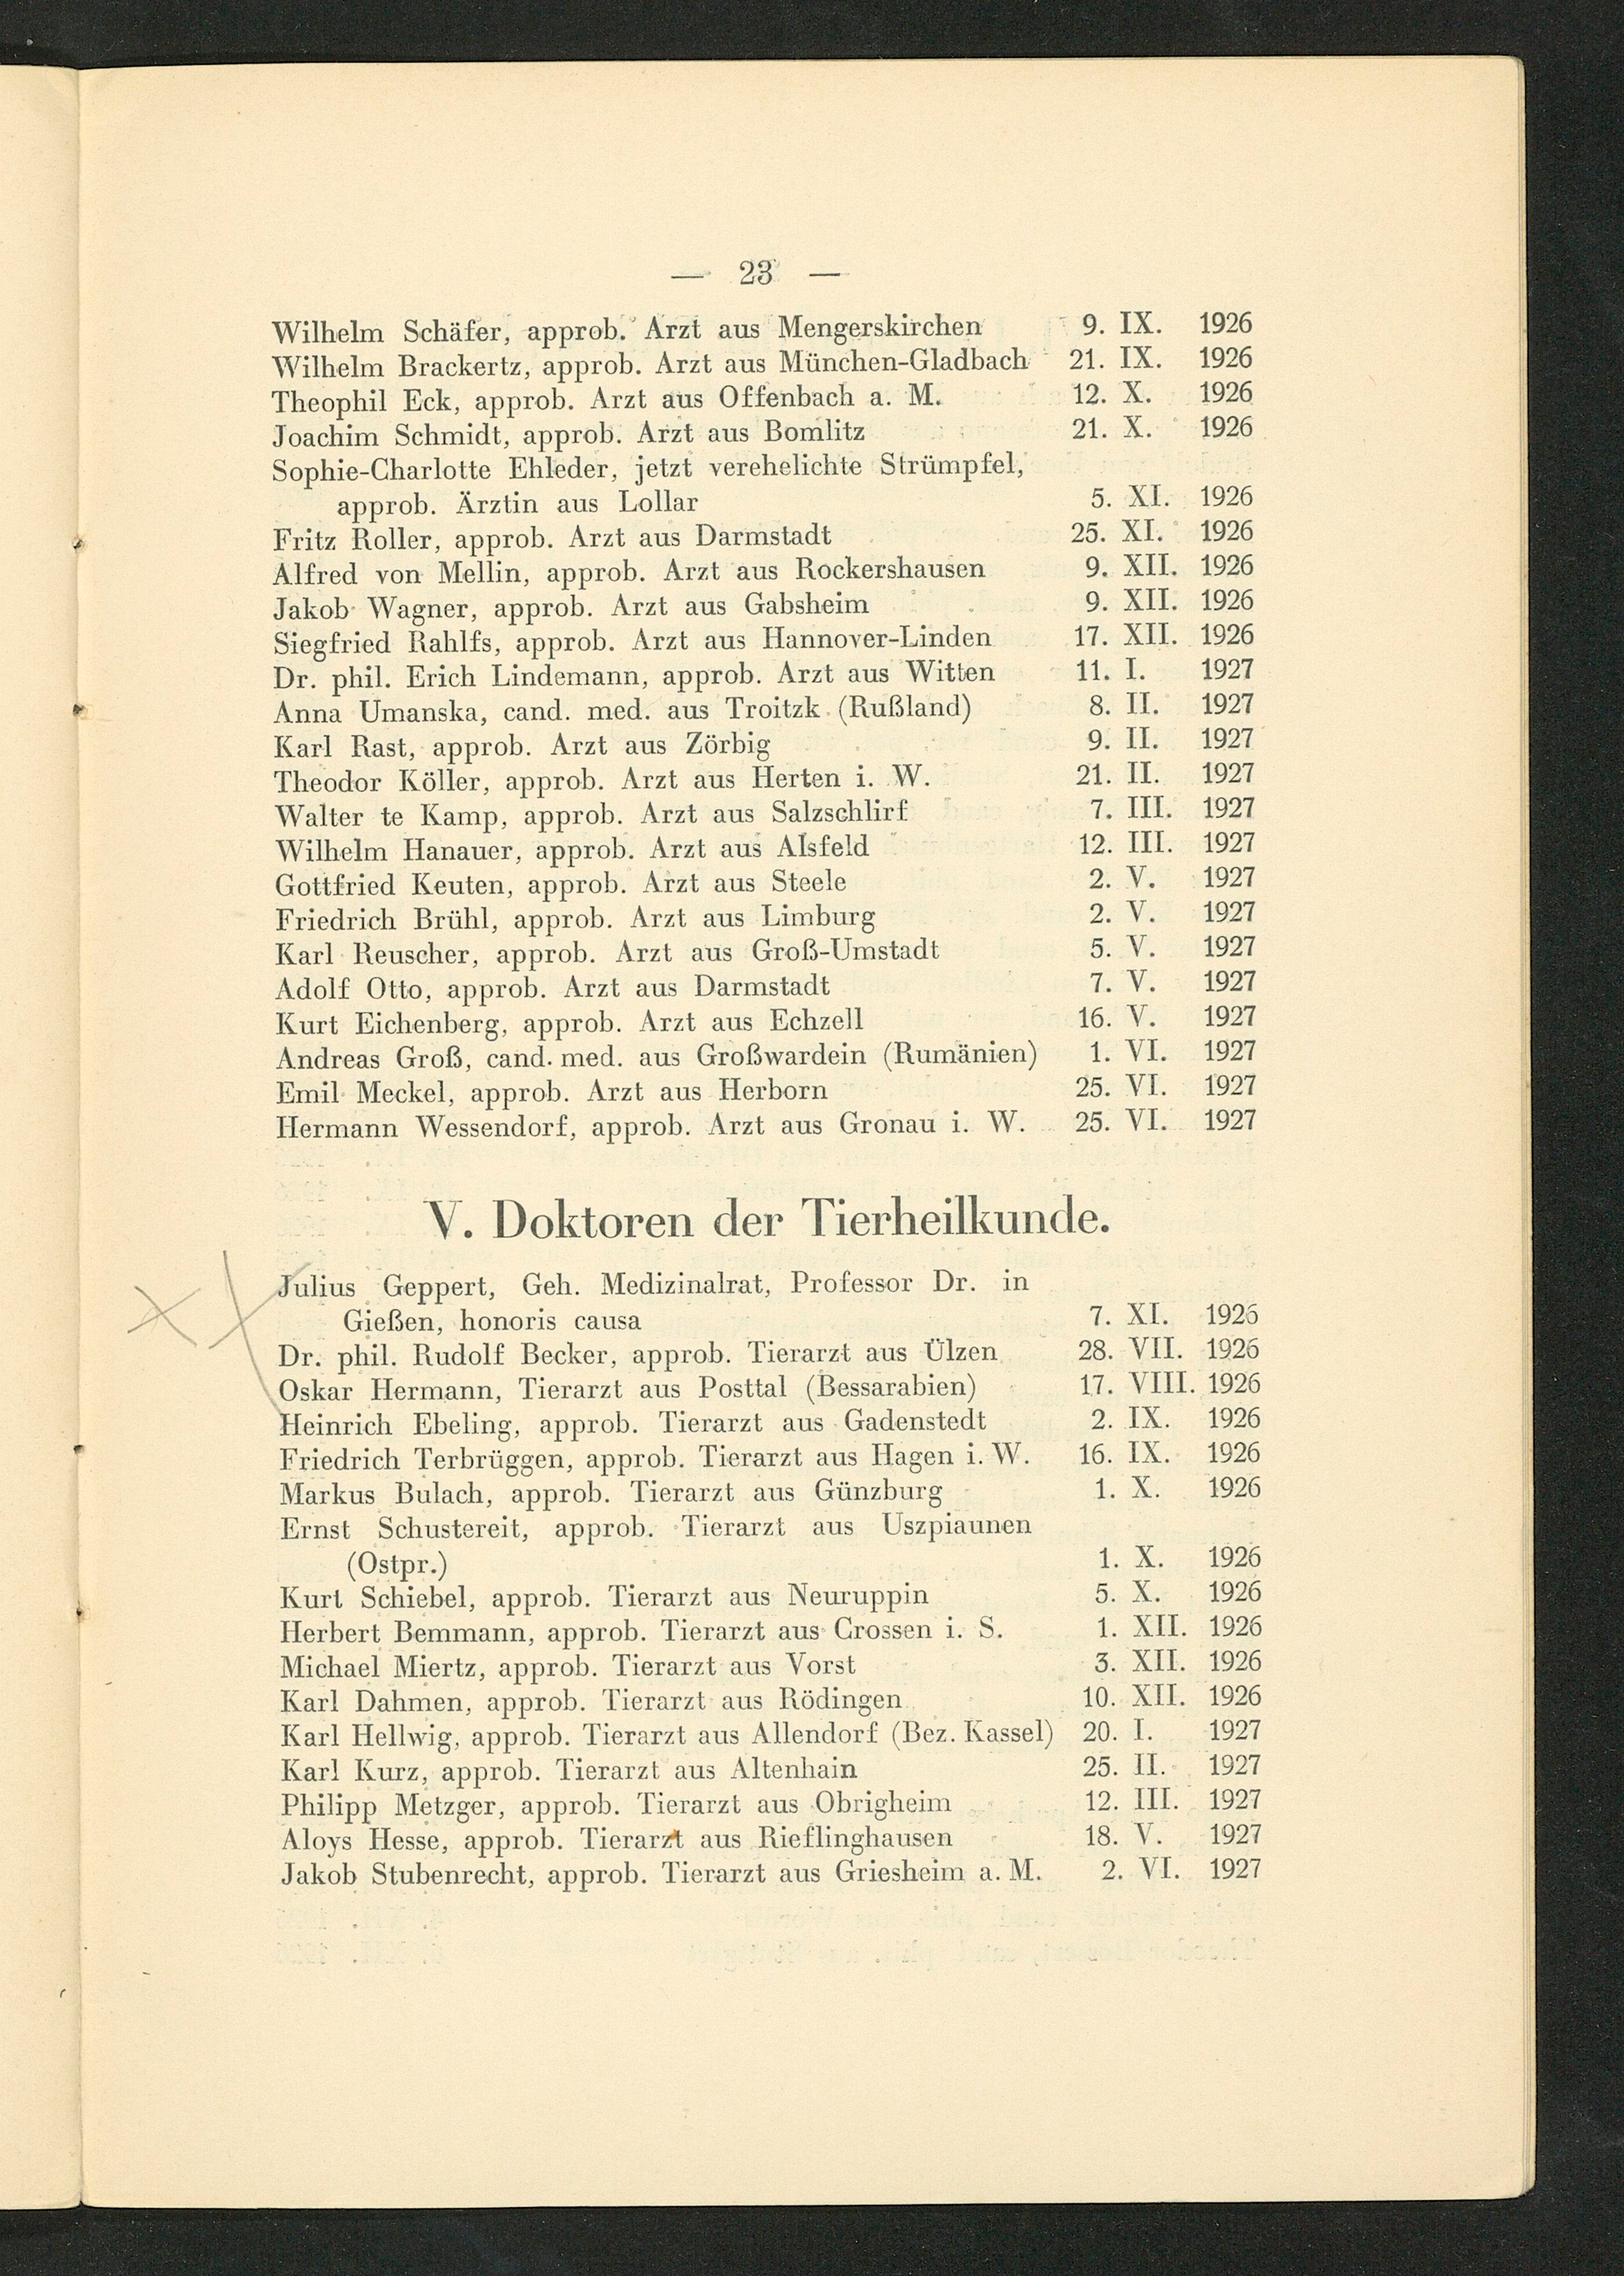 — 23 —
Wilhelm Schäfer, approb. Arzt aus Mengerskirchen 9. IX. 1926
Wilhelm Brackertz, approb. Arzt aus München-Gladbach 21. IX. 1926
Theophil Eck, approb. Arzt aus Offenbach a. M. 12. X. 1926
Joachim Schmidt, approb. Arzt aus Bomlitz 21. X. 1926
Sophie-Charlotte Ehleder, jetzt verehelichte Strümpfel,
approb. Ärztin aus Lollar 5. XI. 1926
Fritz Roller, approb. Arzt aus Darmstadt 25. XI. 1926
Alfred von Mellin, approb. Arzt aus Rockershausen 9. XII. 1926
Jakob Wagner, approb. Arzt aus Gabsheim 9. XII. 1926
Siegfried Rahlfs, approb. Arzt aus Hannover-Linden 17. XII. 1926
Dr. phil. Erich Lindemann, approb. Arzt aus Witten 11. I. 1927
Anna Umanska, cand. med. aus Troitzk (Rußland) 8. II. 1927
Karl Rast, approb. Arzt aus Zörbig 9. II. 1927
Theodor Köller, approb. Arzt aus Herten i. W. 21. II. 1927
Walter te Kamp, approb. Arzt aus Salzschlirf 7. III. 1927
Wilhelm Hanauer, approb. Arzt aus Alsfeld 12. III. 1927
Gottfried Keuten, approb. Arzt aus Steele 2. V. 1927
Friedrich Brühl, approb. Arzt aus Limburg 2. V. 1927
Karl Reuscher, approb. Arzt aus Groß-Umstadt 5. V. 1927
Adolf Otto, approb. Arzt aus Darmstadt 7. V. 1927
Kurt Eichenberg, approb. Arzt aus Echzell 16. V. 1927
Andreas Groß, cand. med. aus Großwardein (Rumänien) 1. VI. 1927
Emil Meckel, approb. Arzt aus Herborn 25. VI. 1927
Hermann Wessendorf, approb. Arzt aus Gronau i. W. 25. VI. 1927
V. Doktoren der Tierheilkunde.
Julius Geppert, Geh. Medizinalrat, Professor Dr. in
Gießen, honoris causa 7. XI. 1926
Dr. phil. Rudolf Becker, approb. Tierarzt aus Ülzen 28. VII. 1926
Oskar Hermann, Tierarzt aus Posttal (Bessarabien) 17. VIII. 1926
Heinrich Ebeling, approb. Tierarzt aus Gadenstedt 2. IX. 1926
Friedrich Terbrüggen, approb. Tierarzt aus Hagen i. W. 16. IX. 1926
Markus Bulach, approb. Tierarzt aus Günzburg 1. X. 1926
Ernst Schustereit, approb. Tierarzt aus Uszpiaunen
(Ostpr.) 1. X. 1926
Kurt Schiebel, approb. Tierarzt aus Neuruppin 5. X. 1926
Herbert Bemmann, approb. Tierarzt aus Crossen i. S. 1. XII. 1926
Michael Miertz, approb. Tierarzt aus Vorst 3. XII. 1926
Karl Dahmen, approb. Tierarzt aus Rödingen 10. XII. 1926
Karl Hellwig, approb. Tierarzt aus Allendorf (Bez. Kassel) 20. I. 1927
Karl Kurz, approb. Tierarzt aus Altenhain 25. II. 1927
Philipp Metzger, approb. Tierarzt aus Obrigheim 12. III. 1927
Aloys Hesse, approb. Tierarzt aus Rieflinghausen 18. V. 1927
Jakob Stubenrecht, approb. Tierarzt aus Griesheim a. M. 2. VI. 1927